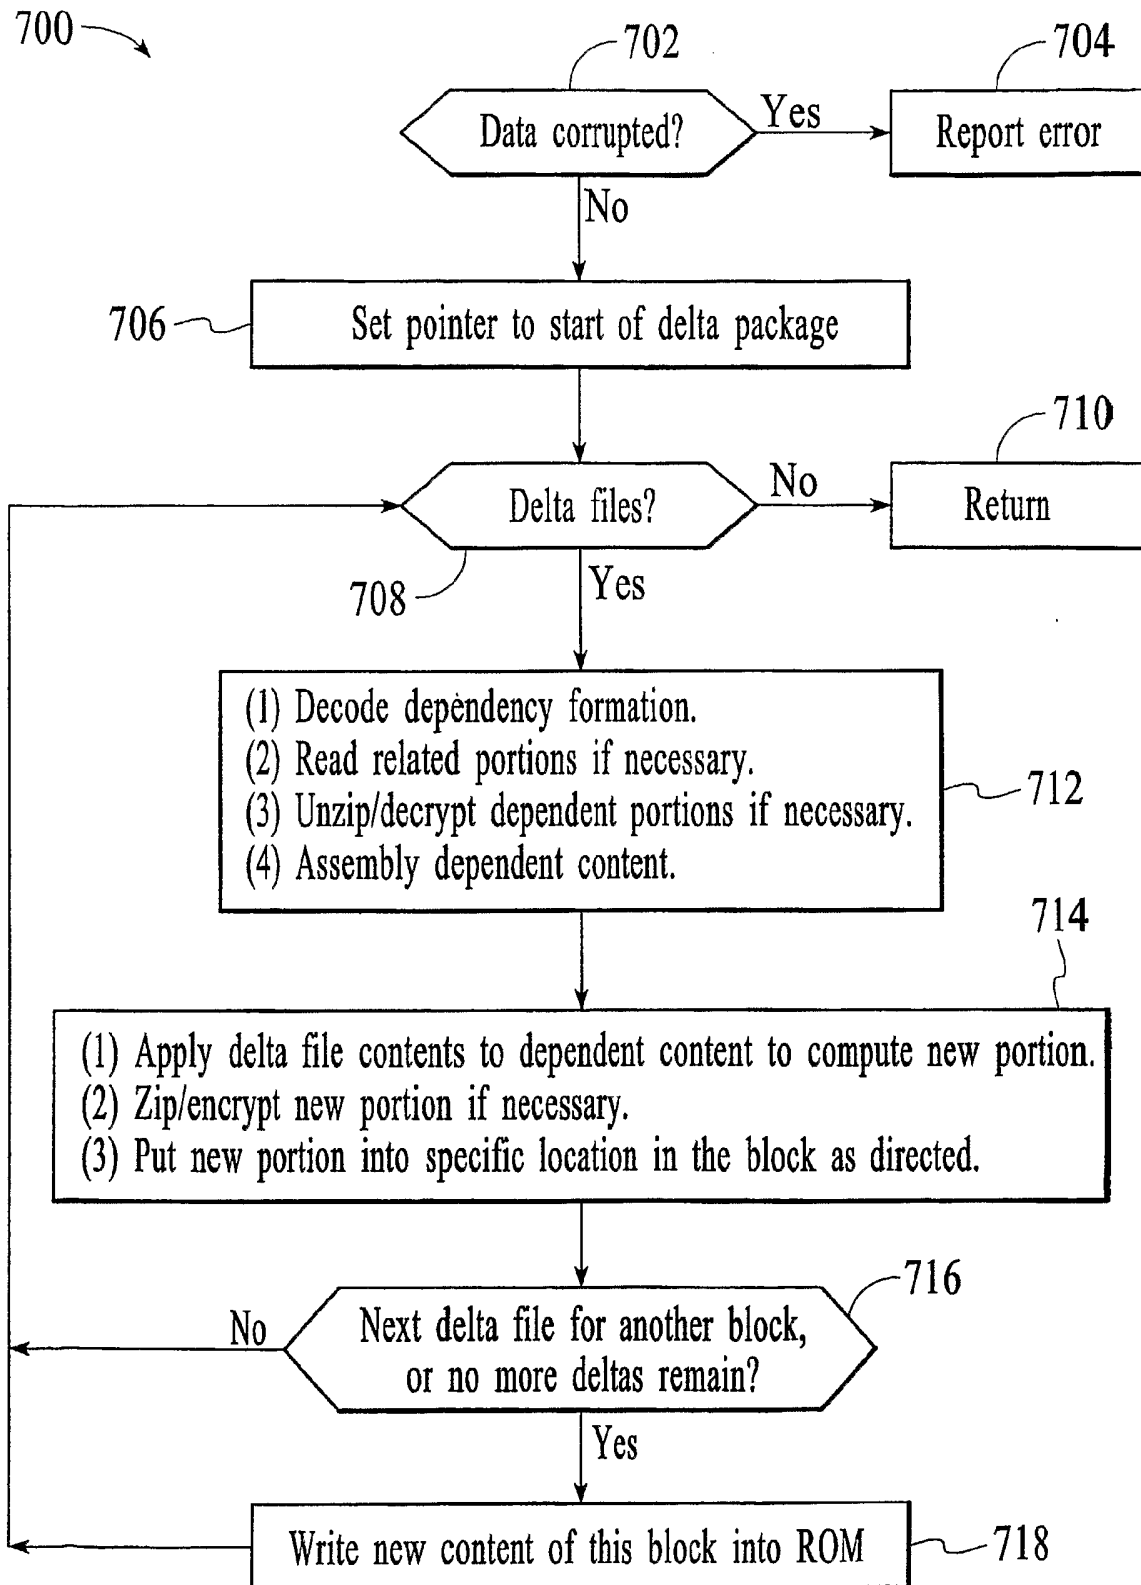 700
702
704
Data corrupted?
Yes
Report error
No
706
Set pointer to start of delta package
710
Delta files?
No
Return
708
Yes
(1) Decode dependency formation.
(2) Read related portions if necessary.
(3) Unzip/decrypt dependent portions if necessary.
(4) Assembly dependent content.
712
714
(1) Apply delta file contents to dependent content to compute new portion.
(2) Zip/encrypt new portion if necessary.
(3) Put new portion into specific location in the block as directed.
716
No
Next delta file for another block,
or no more deltas remain?
Yes
Write new content of this block into ROM
718